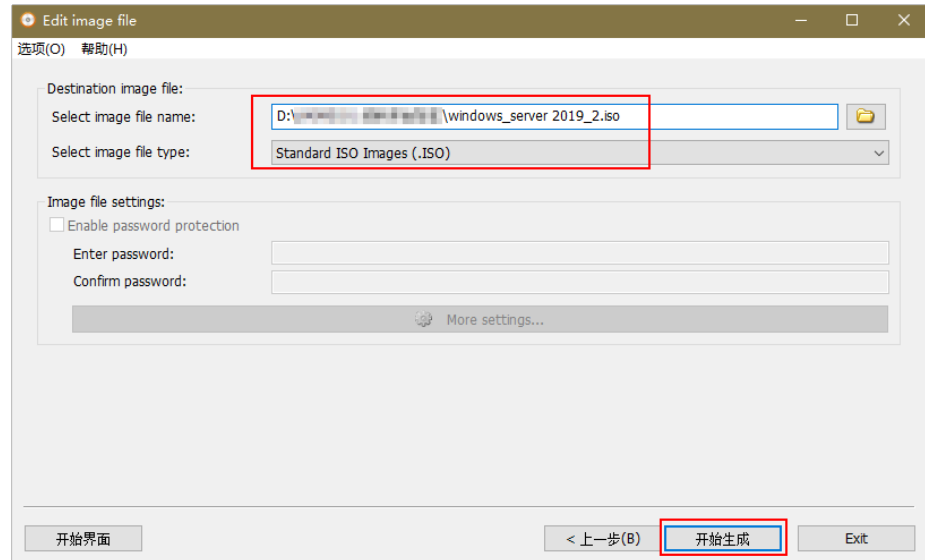 Edit image file
选项(O) 帮助(H)
Destination image file:
Select image file name: D:\ \windows_server 2019_2.iso
Select image file type: Standard ISO Images (.ISO)
Image file settings:
Enable password protection
Enter password:
Confirm password:
More settings...
开始界面 < 上一步(B) 开始生成 Exit